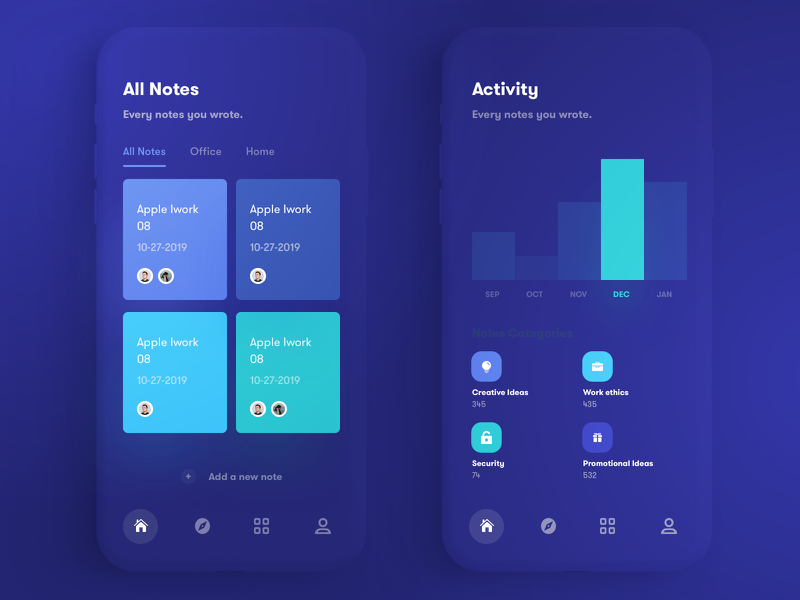 All Notes
Every notes you wrote.
All Notes Office Home
Apple Iwork
08
10-27-2019
Apple Iwork
08
10-27-2019
Apple Iwork
08
10-27-2019
Apple Iwork
08
10-27-2019
+ Add a new note
Activity
Every notes you wrote.
SEP OCT NOV DEC JAN
Notes Categories
Creative Ideas
345
Work ethics
435
Security
74
Promotional Ideas
532